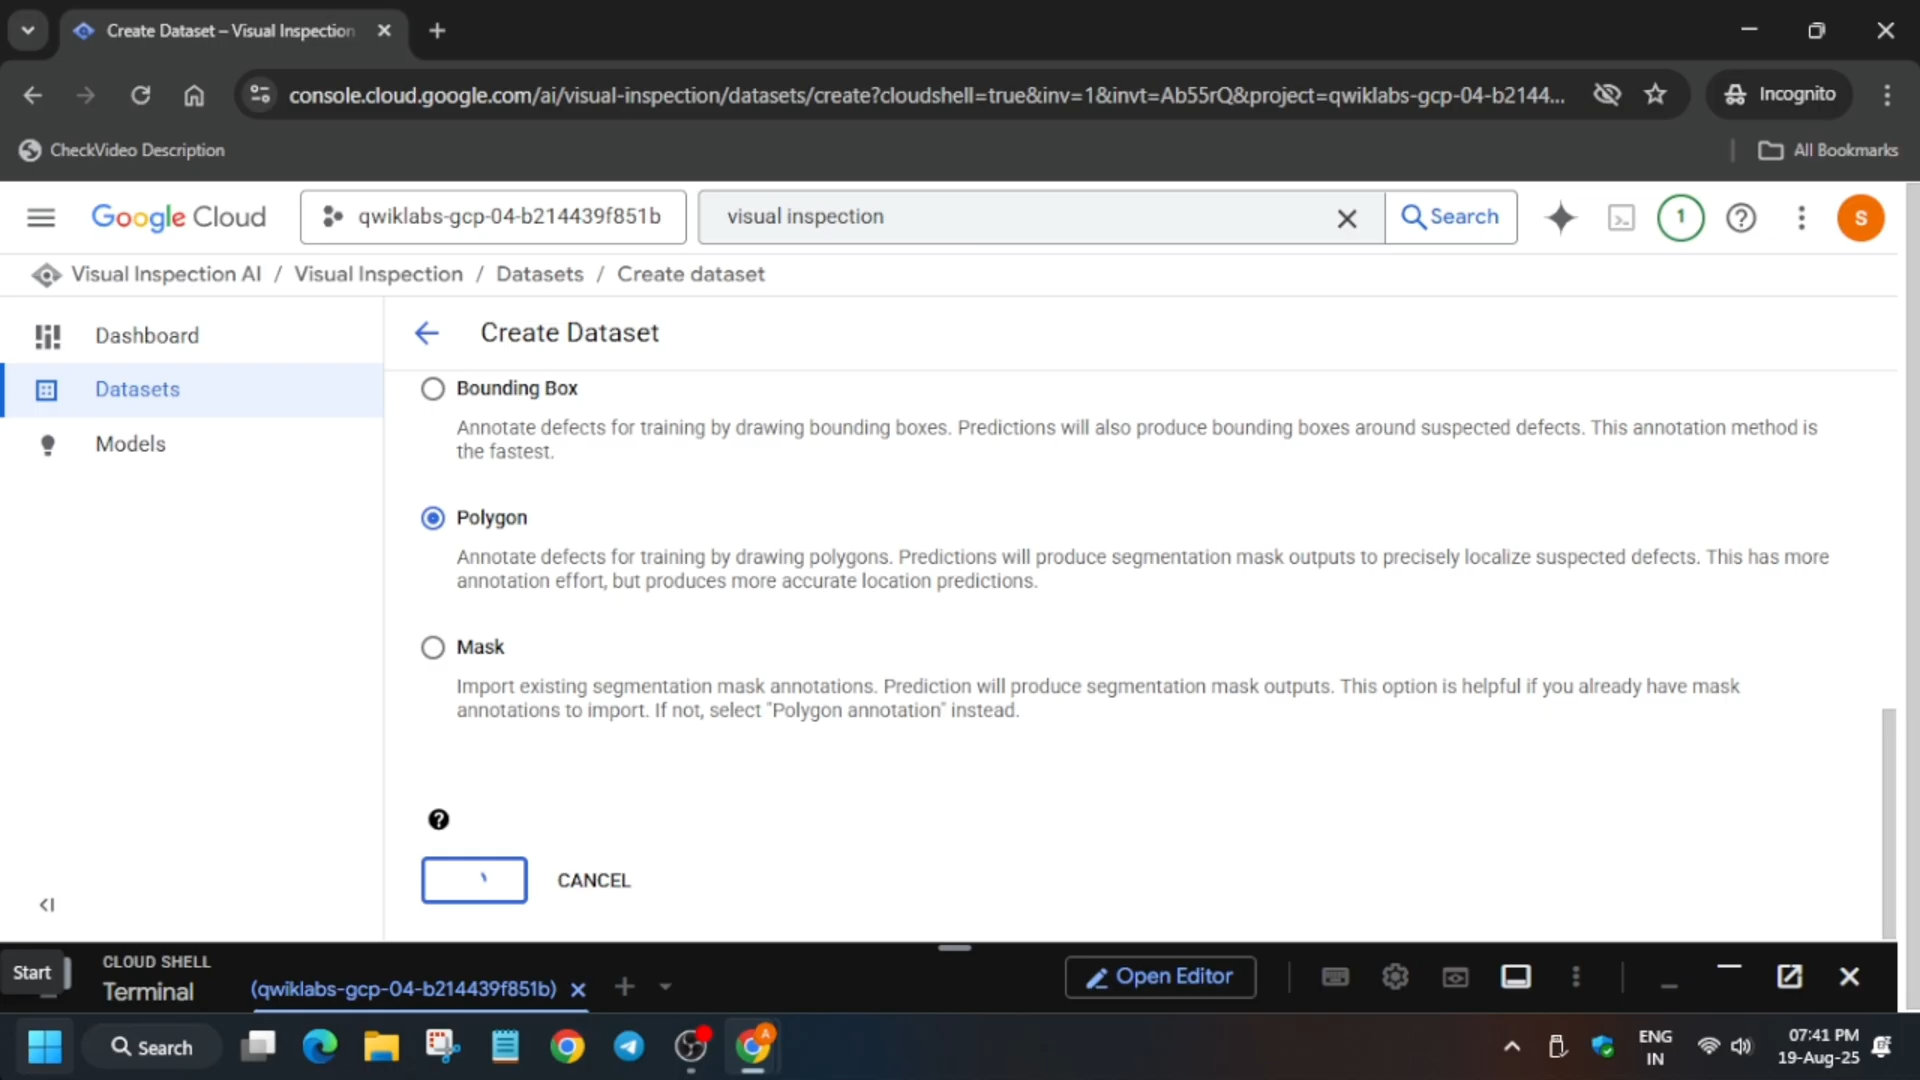 Create Dataset – Visual Inspection
console.cloud.google.com/ai/visual-inspection/datasets/create?cloudshell=true&inv=1&invt=Ab55rQ&project=qwiklabs-gcp-04-b2144...
Incognito
CheckVideo Description
All Bookmarks
Google Cloud
qwiklabs-gcp-04-b214439f851b
visual inspection
Search
1
S
Visual Inspection AI / Visual Inspection / Datasets / Create dataset
Dashboard
Datasets
Models
Create Dataset
Bounding Box
Annotate defects for training by drawing bounding boxes. Predictions will also produce bounding boxes around suspected defects. This annotation method is
the fastest.
Polygon
Annotate defects for training by drawing polygons. Predictions will produce segmentation mask outputs to precisely localize suspected defects. This has more
annotation effort, but produces more accurate location predictions.
Mask
Import existing segmentation mask annotations. Prediction will produce segmentation mask outputs. This option is helpful if you already have mask
annotations to import. If not, select "Polygon annotation" instead.
CANCEL
Start
CLOUD SHELL
Terminal
(qwiklabs-gcp-04-b214439f851b)
Open Editor
Search
A
ENG
IN
07:41 PM
19-Aug-25